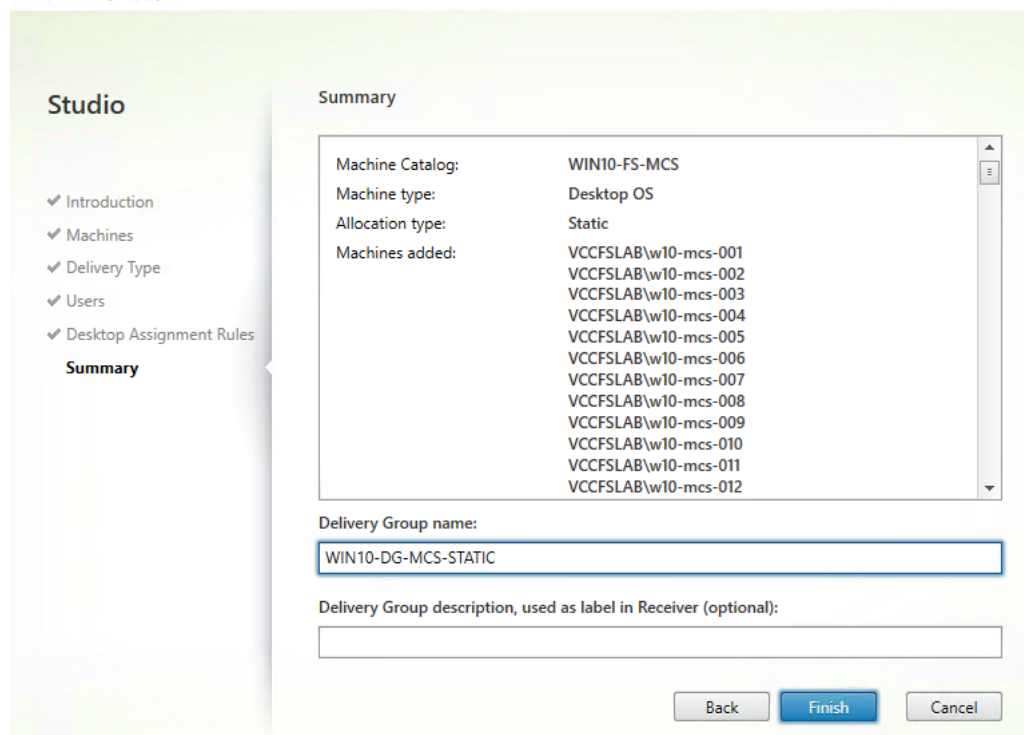 Studio
Introduction
Machines
Delivery Type
Users
Desktop Assignment Rules
Summary
Summary
Machine Catalog: WIN10-FS-MCS
Machine type: Desktop OS
Allocation type: Static
Machines added: VCCFSLAB\w10-mcs-001
VCCFSLAB\w10-mcs-002
VCCFSLAB\w10-mcs-003
VCCFSLAB\w10-mcs-004
VCCFSLAB\w10-mcs-005
VCCFSLAB\w10-mcs-006
VCCFSLAB\w10-mcs-007
VCCFSLAB\w10-mcs-008
VCCFSLAB\w10-mcs-009
VCCFSLAB\w10-mcs-010
VCCFSLAB\w10-mcs-011
VCCFSLAB\w10-mcs-012
Delivery Group name:
WIN10-DG-MCS-STATIC
Delivery Group description, used as label in Receiver (optional):
Back Finish Cancel